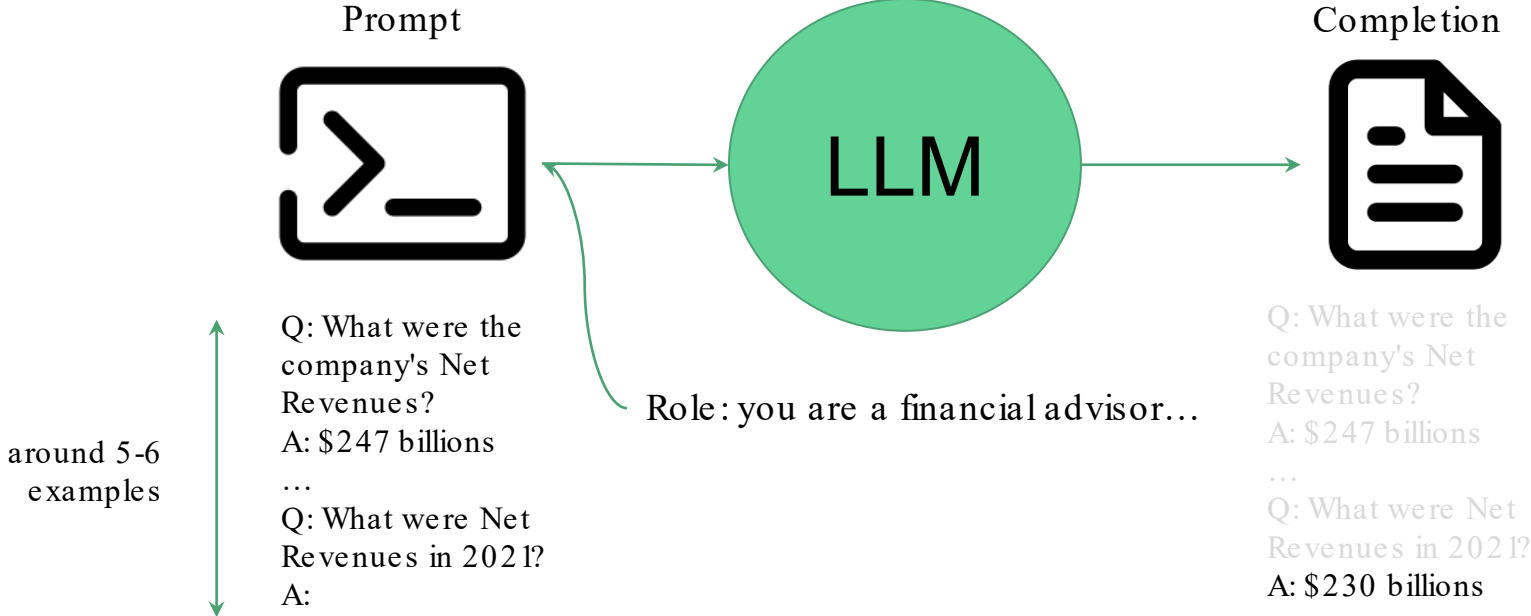 Prompt
LLM
Completion
around 5-6
examples
Q: What were the
company's Net
Revenues?
A: $247 billions
...
Q: What were Net
Revenues in 2021?
A:
Role: you are a financial advisor...
Q: What were the
company's Net
Revenues?
A: $247 billions
...
Q: What were Net
Revenues in 2021?
A: $230 billions